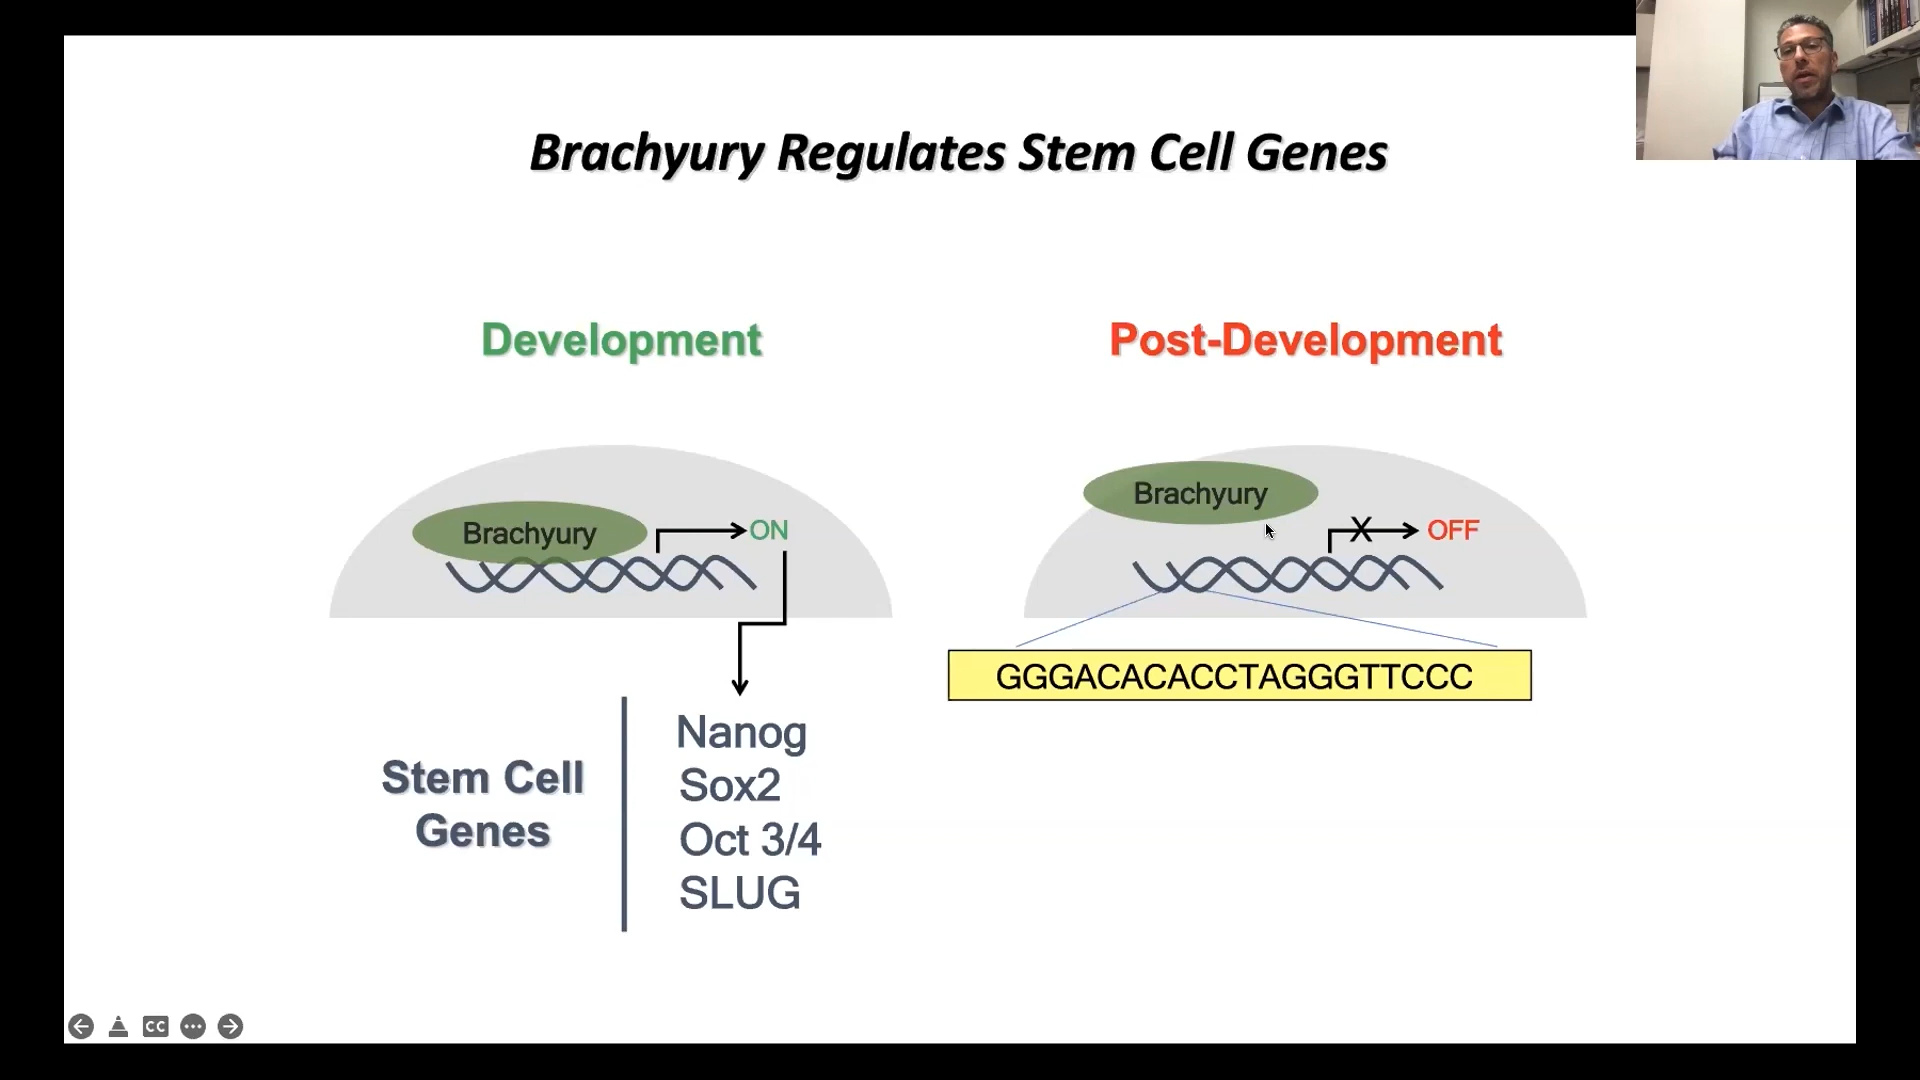 Brachyury Regulates Stem Cell Genes
Development
Brachyury
ON
Stem Cell
Genes
Nanog
Sox2
Oct 3/4
SLUG
Post-Development
Brachyury
X
OFF
GGGACACACCTAGGGTTCCC
CC